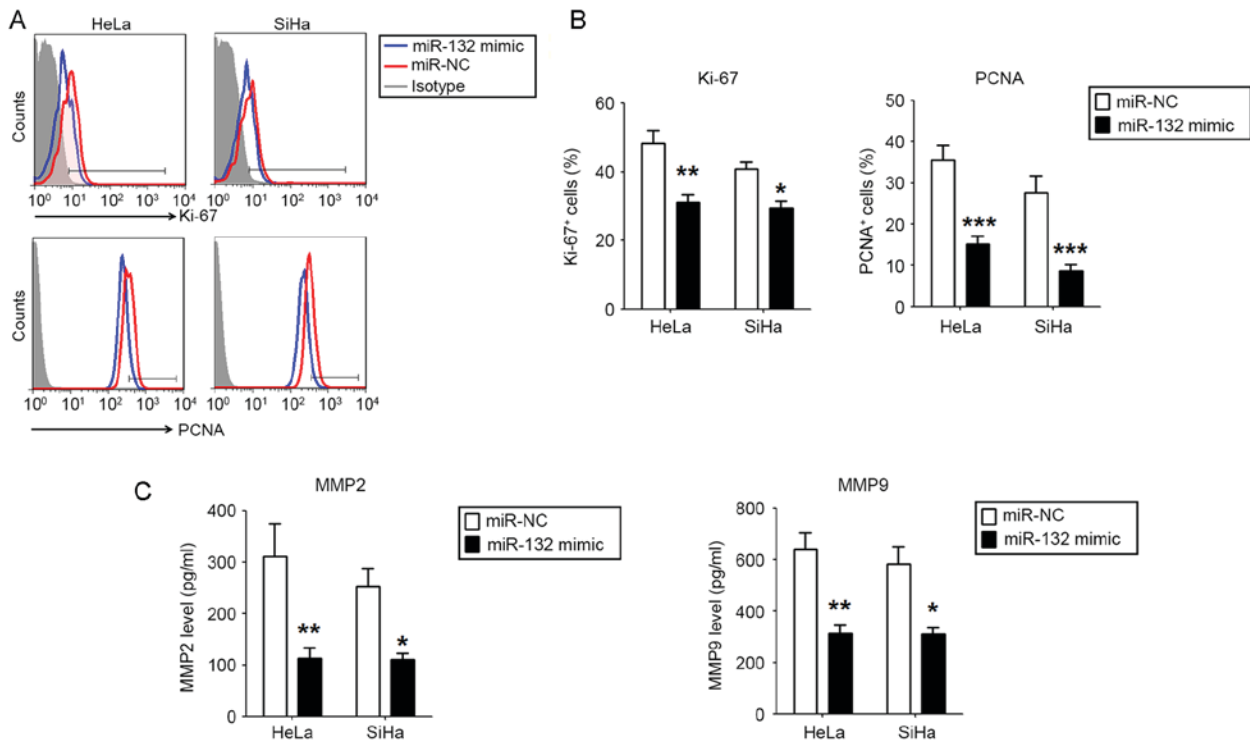 A
HeLa
SiHa
miR-132 mimic
miR-NC
Isotype
Counts
10⁰ 10¹ 10² 10³ 10⁴
10⁰ 10¹ 10² 10³ 10⁴
Ki-67
Counts
10⁰ 10¹ 10² 10³ 10⁴
10⁰ 10¹ 10² 10³ 10⁴
PCNA
B
Ki-67
Ki-67⁺ cells (%)
60
40
20
0
**
*
HeLa
SiHa
PCNA
PCNA⁺ cells (%)
50
40
30
20
10
0
***
***
HeLa
SiHa
miR-NC
miR-132 mimic
C
MMP2
MMP2 level (pg/ml)
400
300
200
100
0
**
*
HeLa
SiHa
miR-NC
miR-132 mimic
MMP9
MMP9 level (pg/ml)
800
600
400
200
0
**
*
HeLa
SiHa
miR-NC
miR-132 mimic